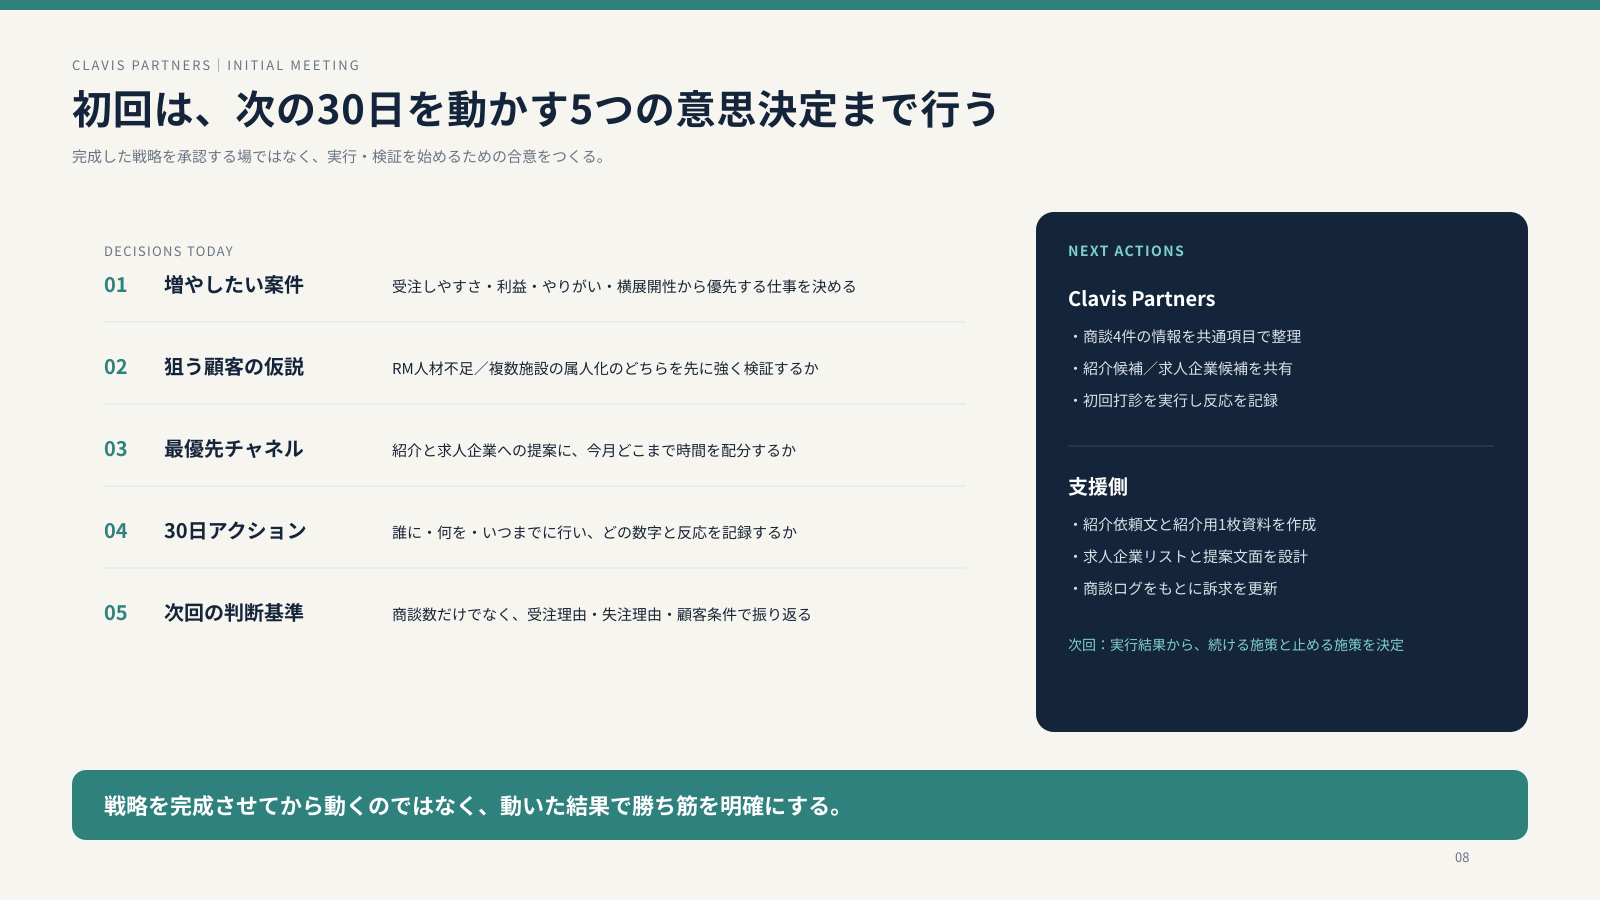 CLAVIS PARTNERS｜INITIAL MEETING
初回は、次の30日を動かす5つの意思決定まで行う
完成した戦略を承認する場ではなく、実行・検証を始めるための合意をつくる。
DECISIONS TODAY
01 増やしたい案件 受注しやすさ・利益・やりがい・横展開性から優先する仕事を決める
02 狙う顧客の仮説 RM人材不足／複数施設の属人化のどちらを先に強く検証するか
03 最優先チャネル 紹介と求人企業への提案に、今月どこまで時間を配分するか
04 30日アクション 誰に・何を・いつまでに行い、どの数字と反応を記録するか
05 次回の判断基準 商談数だけでなく、受注理由・失注理由・顧客条件で振り返る
NEXT ACTIONS
Clavis Partners
・商談4件の情報を共通項目で整理
・紹介候補／求人企業候補を共有
・初回打診を実行し反応を記録
支援側
・紹介依頼文と紹介用1枚資料を作成
・求人企業リストと提案文面を設計
・商談ログをもとに訴求を更新
次回：実行結果から、続ける施策と止める施策を決定
戦略を完成させてから動くのではなく、動いた結果で勝ち筋を明確にする。
08